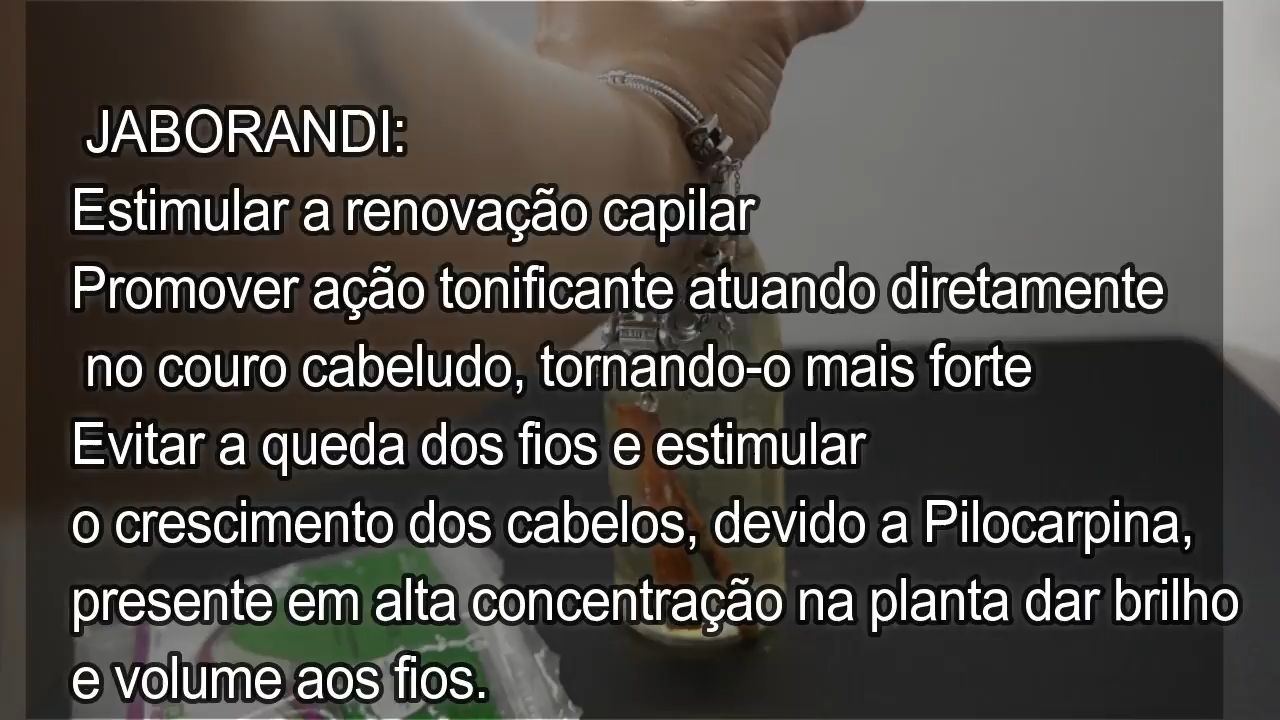 JABORANDI:
Estimular a renovação capilar
Promover ação tonificante atuando diretamente
no couro cabeludo, tornando-o mais forte
Evitar a queda dos fios e estimular
o crescimento dos cabelos, devido a Pilocarpina,
presente em alta concentração na planta dar brilho
e volume aos fios.